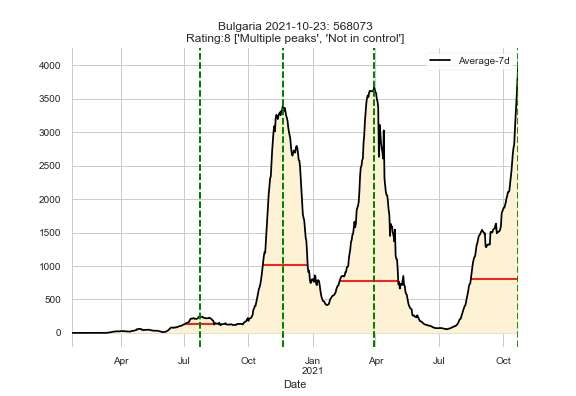 Bulgaria 2021-10-23: 568073
Rating:8 ['Multiple peaks', 'Not in control']
Average-7d
4000
3500
3000
2500
2000
1500
1000
500
0
Apr Jul Oct Jan Apr Jul Oct
2021
Date